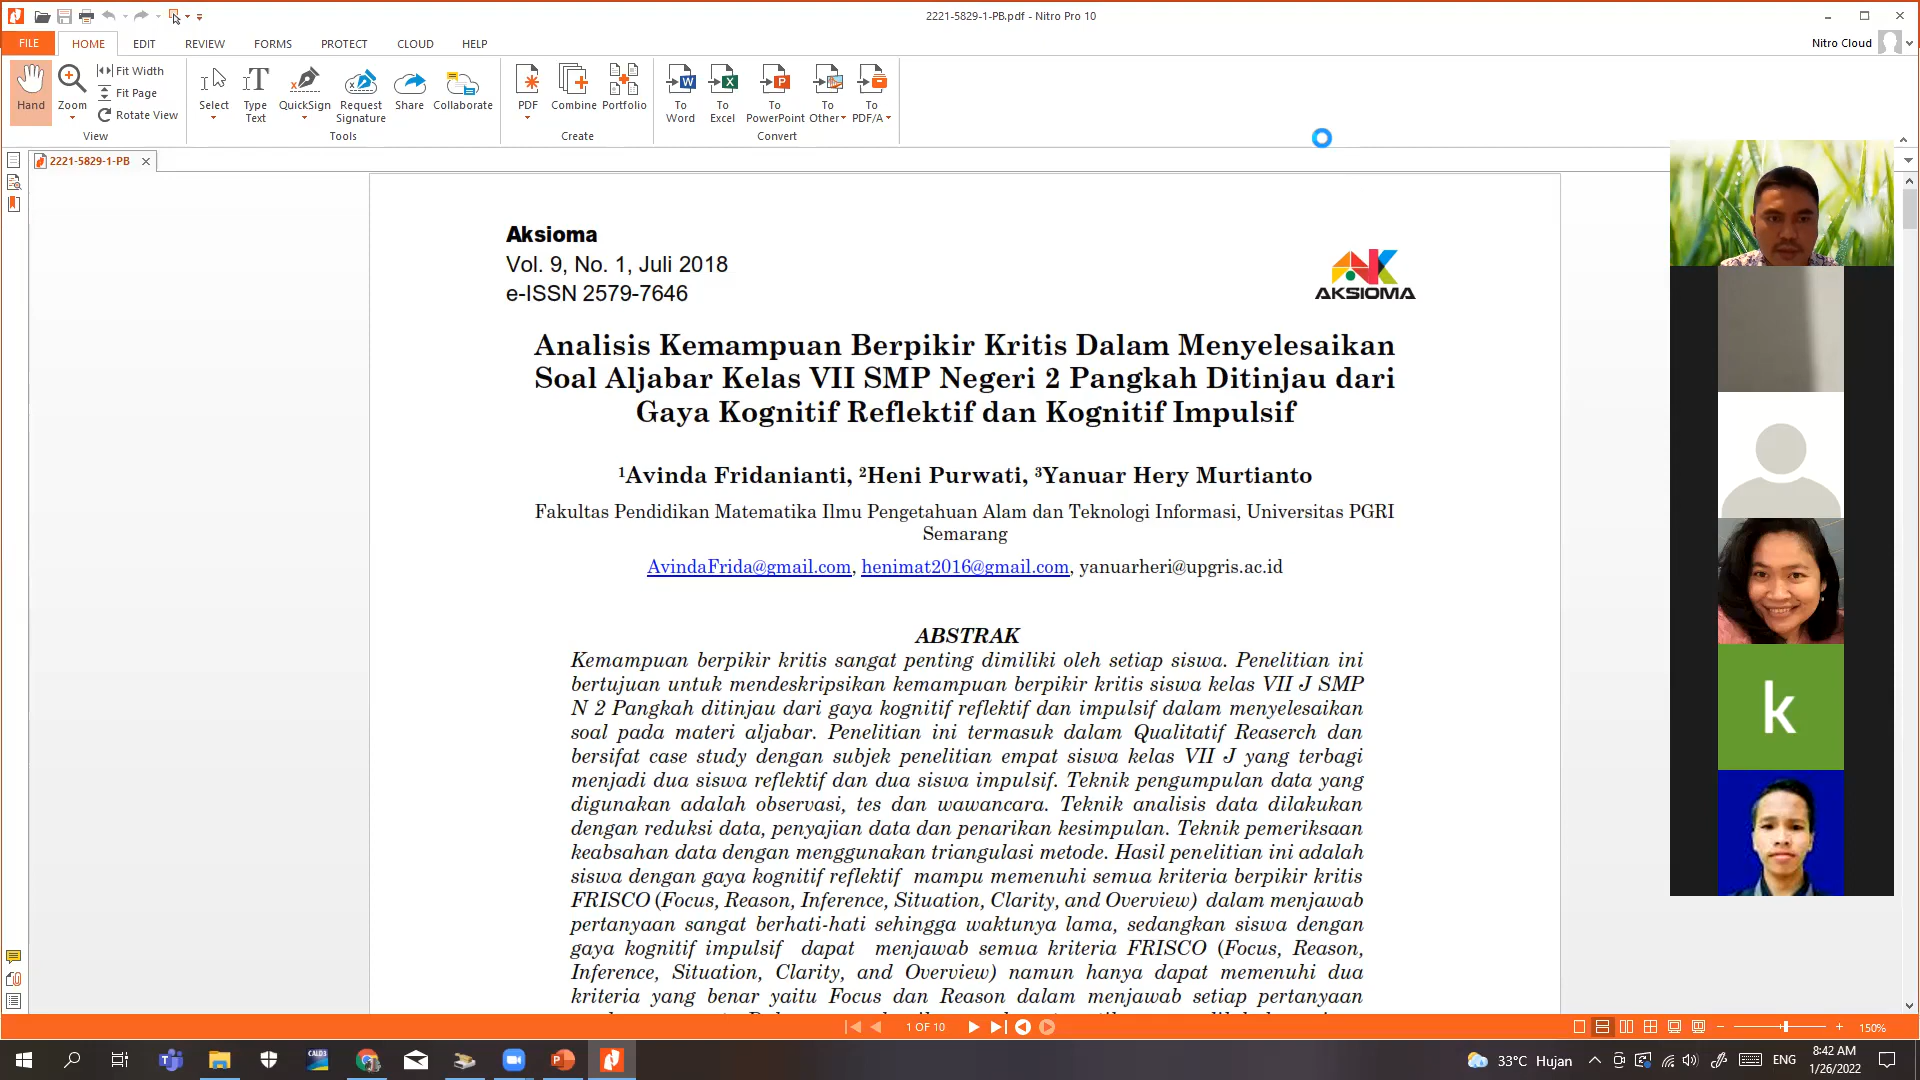 2221-5829-1-PB.pdf - Nitro Pro 10
FILE HOME EDIT REVIEW FORMS PROTECT CLOUD HELP
Nitro Cloud
Hand
Zoom
Fit Width
Fit Page
Rotate View
View
Select
Type Text
QuickSign
Request Signature
Share
Collaborate
Tools
PDF
Combine
Portfolio
Create
To Word
To Excel
To PowerPoint
To Other
To PDF/A
Convert
2221-5829-1-PB
Aksioma
Vol. 9, No. 1, Juli 2018
e-ISSN 2579-7646
AKSIOMA
Analisis Kemampuan Berpikir Kritis Dalam Menyelesaikan
Soal Aljabar Kelas VII SMP Negeri 2 Pangkah Ditinjau dari
Gaya Kognitif Reflektif dan Kognitif Impulsif
¹Avinda Fridanianti, ²Heni Purwati, ³Yanuar Hery Murtianto
Fakultas Pendidikan Matematika Ilmu Pengetahuan Alam dan Teknologi Informasi, Universitas PGRI
Semarang
AvindaFrida@gmail.com, henimat2016@gmail.com, yanuarheri@upgris.ac.id
ABSTRAK
Kemampuan berpikir kritis sangat penting dimiliki oleh setiap siswa. Penelitian ini
bertujuan untuk mendeskripsikan kemampuan berpikir kritis siswa kelas VII J SMP
N 2 Pangkah ditinjau dari gaya kognitif reflektif dan impulsif dalam menyelesaikan
soal pada materi aljabar. Penelitian ini termasuk dalam Qualitatif Reaserch dan
bersifat case study dengan subjek penelitian empat siswa kelas VII J yang terbagi
menjadi dua siswa reflektif dan dua siswa impulsif. Teknik pengumpulan data yang
digunakan adalah observasi, tes dan wawancara. Teknik analisis data dilakukan
dengan reduksi data, penyajian data dan penarikan kesimpulan. Teknik pemeriksaan
keabsahan data dengan menggunakan triangulasi metode. Hasil penelitian ini adalah
siswa dengan gaya kognitif reflektif mampu memenuhi semua kriteria berpikir kritis
FRISCO (Focus, Reason, Inference, Situation, Clarity, and Overview) dalam menjawab
pertanyaan sangat berhati-hati sehingga waktunya lama, sedangkan siswa dengan
gaya kognitif impulsif dapat menjawab semua kriteria FRISCO (Focus, Reason,
Inference, Situation, Clarity, and Overview) namun hanya dapat memenuhi dua
kriteria yang benar yaitu Focus dan Reason dalam menjawab setiap pertanyaan
k
1 OF 10
150%
CALD3
33°C Hujan
ENG
8:42 AM
1/26/2022